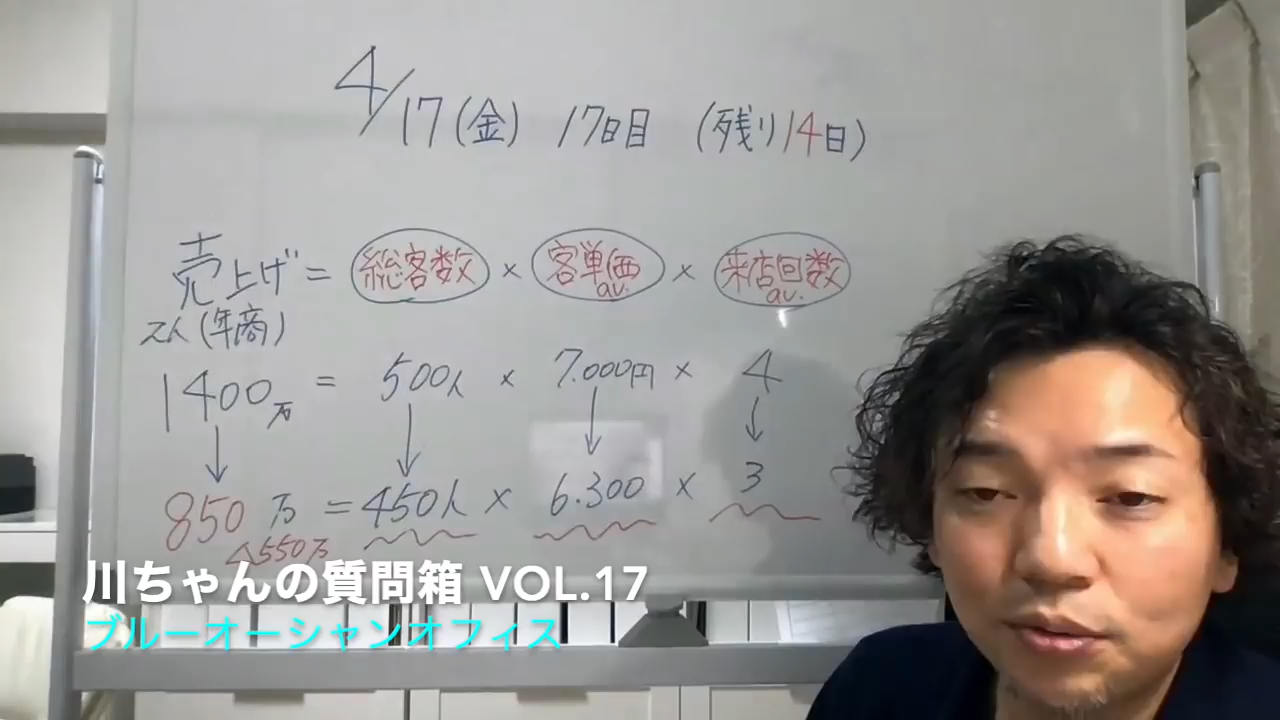 4/17(金) 17日目 (残り14日)
売上げ = 総客数 × 客単価 av. × 来店回数 av.
(年商)
1400万 = 500人 × 7.000円 × 4
850万 = 450人 × 6.300 × 3
△550万
川ちゃんの質問箱 VOL.17
ブルーオーシャンオフィス